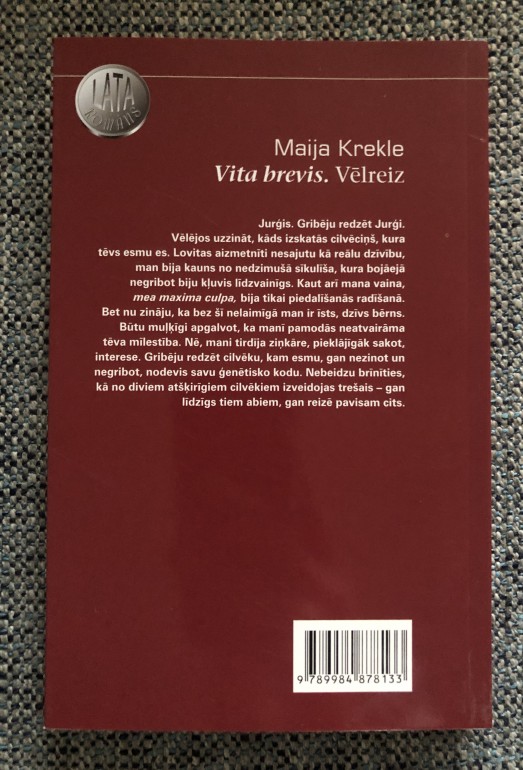 LATA
ROMĀNS
Maija Krekle
Vita brevis. Vēlreiz
Jurģis. Gribēju redzēt Jurģi.
Vēlējos uzzināt, kāds izskatās cilvēciņš, kura
tēvs esmu es. Lovitas aizmetnīti nesajutu kā reālu dzīvību,
man bija kauns no nedzimušā sīkulīša, kura bojāejā
negribot biju kļuvis līdzvainīgs. Kaut arī mana vaina,
mea maxima culpa, bija tikai piedalīšanās radīšanā.
Bet nu zināju, ka bez šī nelaimīgā man ir īsts, dzīvs bērns.
Būtu muļķīgi apgalvot, ka manī pamodās neatvairāma
tēva mīlestība. Nē, mani tirdīja ziņkāre, pieklājīgāk sakot,
interese. Gribēju redzēt cilvēku, kam esmu, gan nezinot un
negribot, nodevis savu ģenētisko kodu. Nebeidzu brīnīties,
kā no diviem atšķirīgiem cilvēkiem izveidojas trešais – gan
līdzīgs tiem abiem, gan reizē pavisam cits.
9 789984 878133